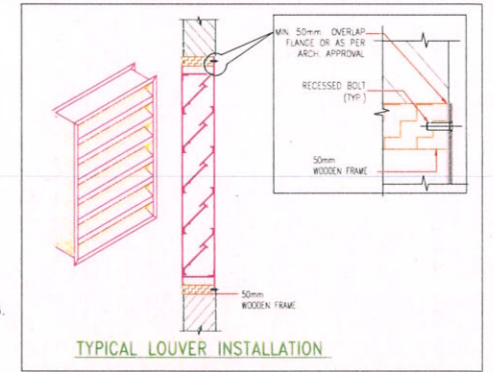 MIN. 50mm OVERLAP
FLANGE OR AS PER
ARCH. APPROVAL
RECESSED BOLT
(TYP.)
50mm
WOODEN FRAME
50mm
WOODEN FRAME
TYPICAL LOUVER INSTALLATION